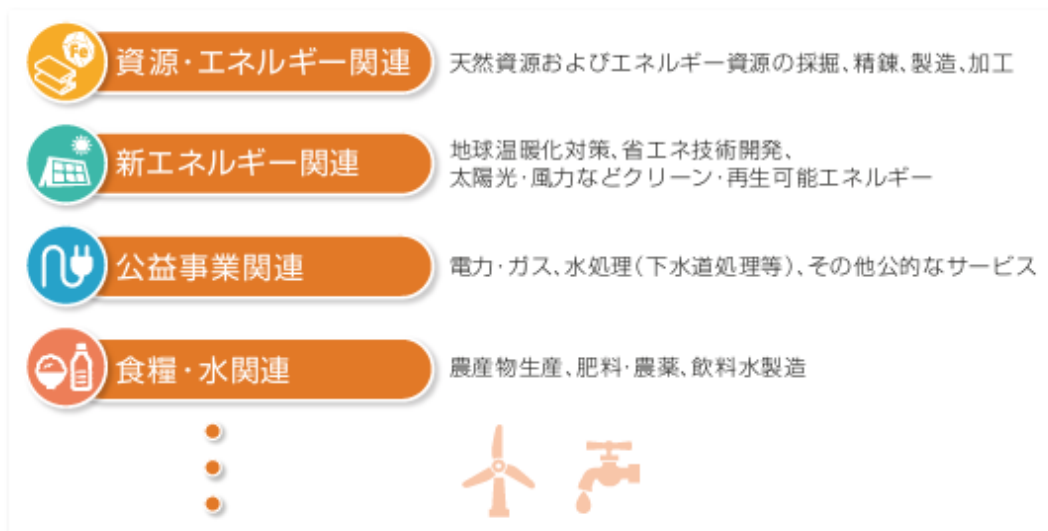 Fe
資源・エネルギー関連
天然資源およびエネルギー資源の採掘、精錬、製造、加工
新エネルギー関連
地球温暖化対策、省エネ技術開発、
太陽光・風力などクリーン・再生可能エネルギー
公益事業関連
電力・ガス、水処理(下水道処理等)、その他公的なサービス
食糧・水関連
農産物生産、肥料・農薬、飲料水製造